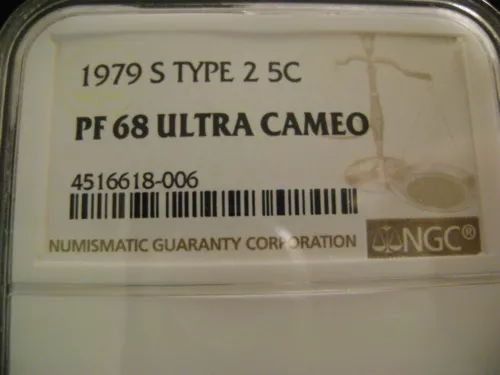 1979 S TYPE 2 5C
PF 68 ULTRA CAMEO
4516618-006
NUMISMATIC GUARANTY CORPORATION NGC®